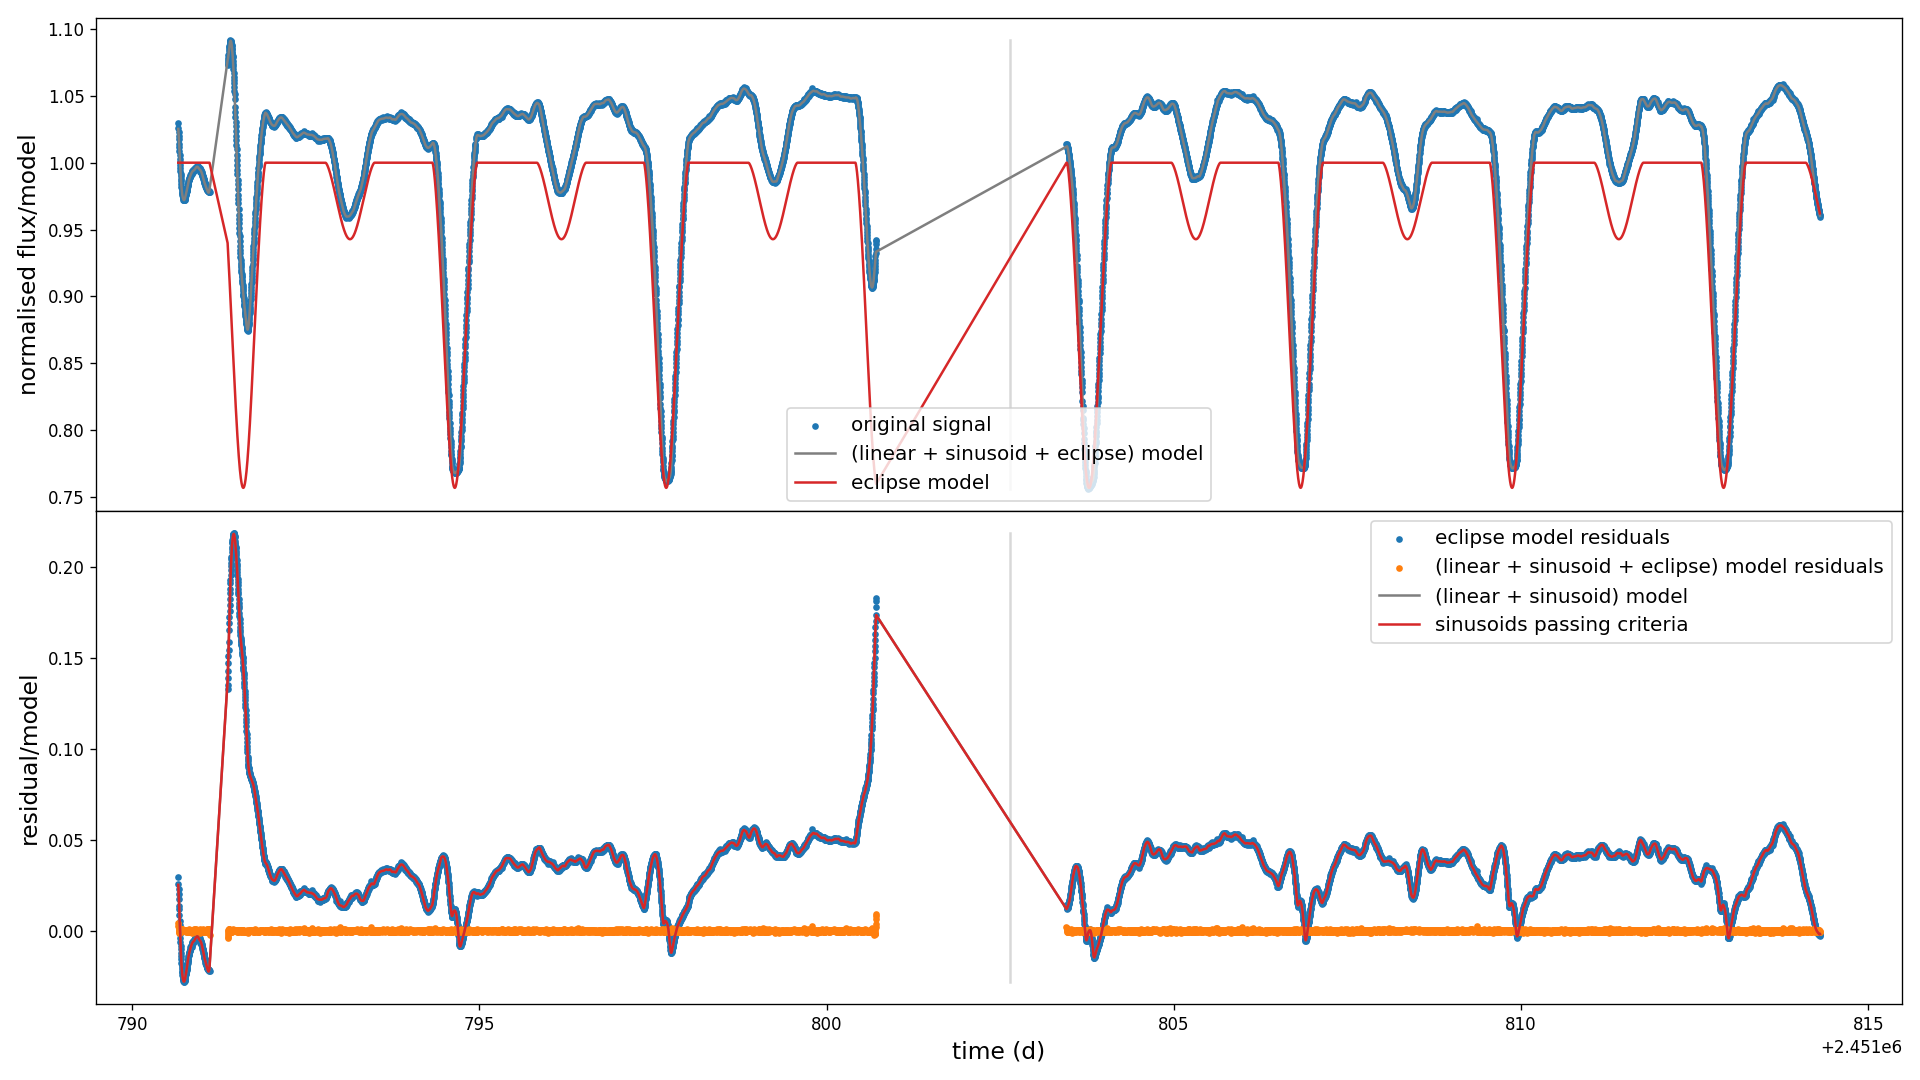 1.10
1.05
1.00
0.95
0.90
0.85
0.80
0.75
normalised flux/model
original signal
(linear + sinusoid + eclipse) model
eclipse model
0.20
0.15
0.10
0.05
0.00
residual/model
eclipse model residuals
(linear + sinusoid + eclipse) model residuals
(linear + sinusoid) model
sinusoids passing criteria
790 795 800 805 810 815
+2.451e6
time (d)